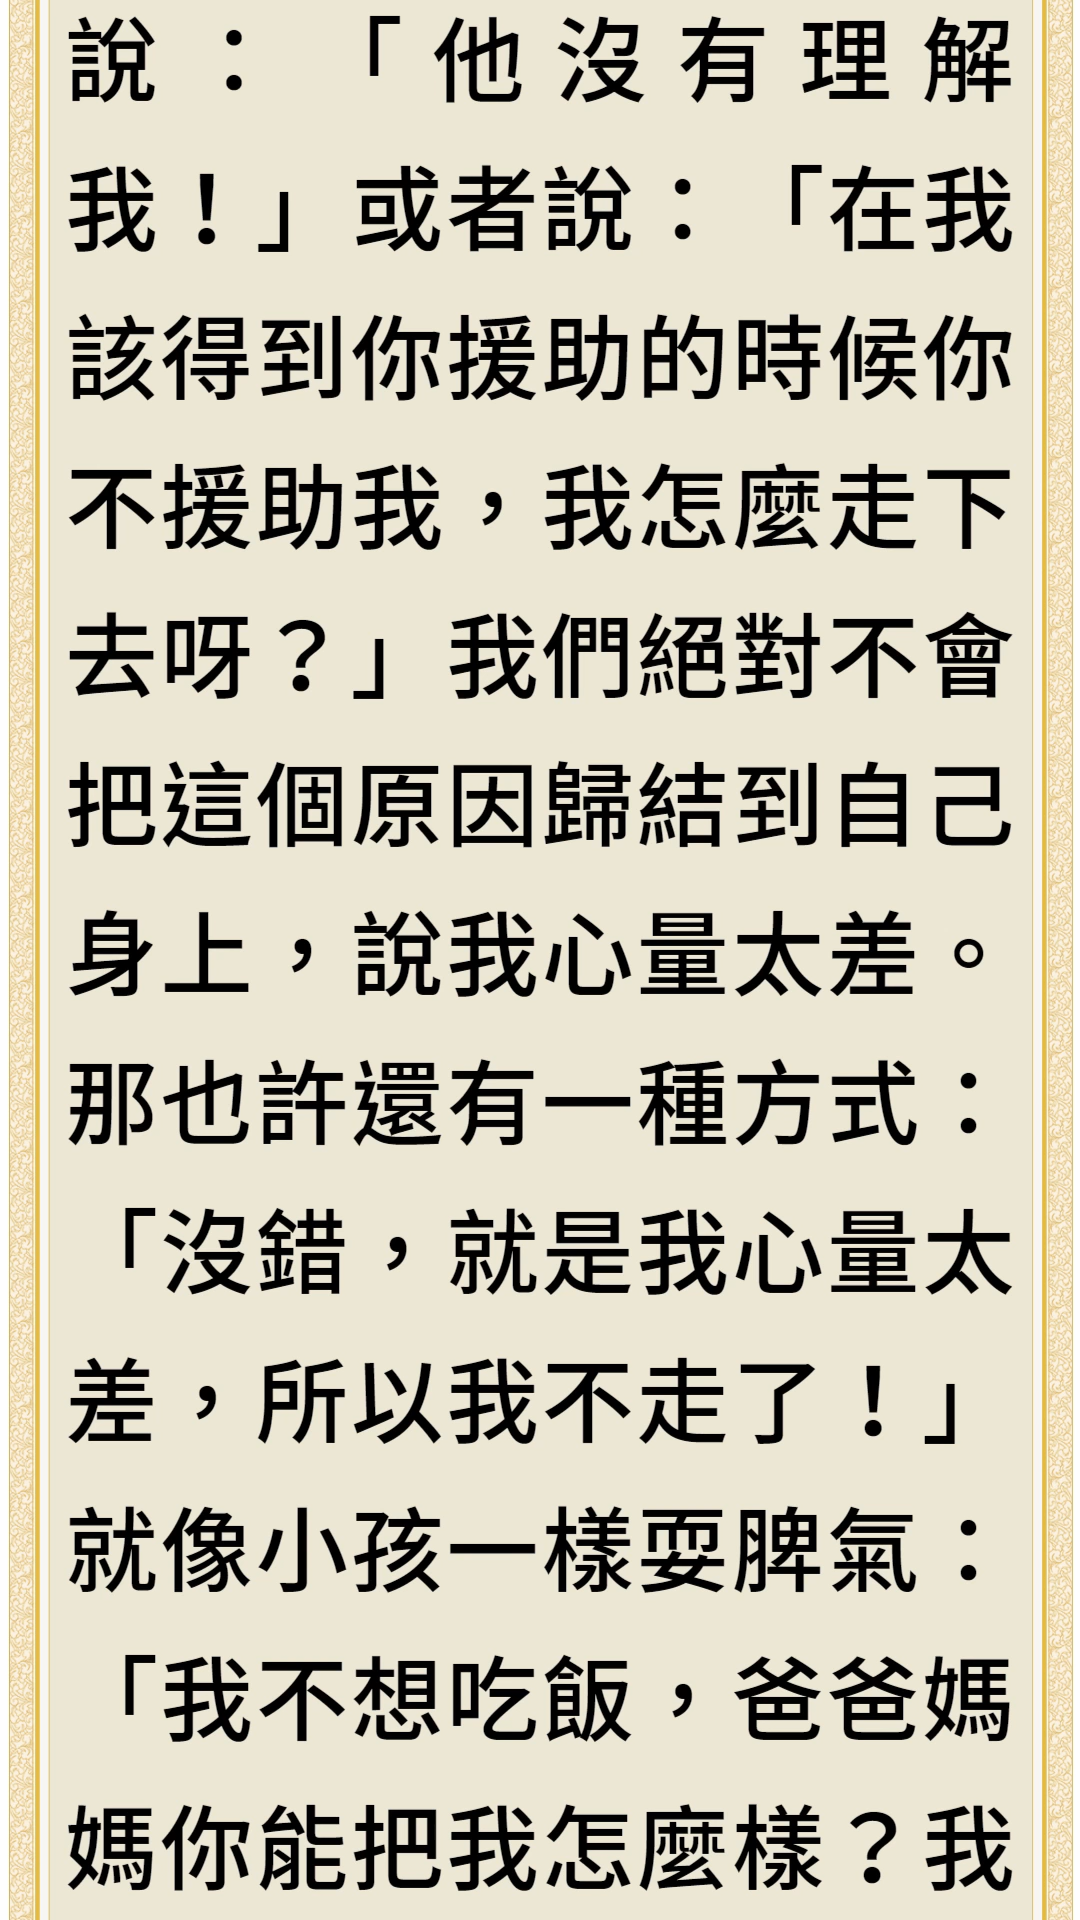 說：「他沒有理解
我！」或者說：「在我
該得到你援助的時候你
不援助我，我怎麼走下
去呀？」我們絕對不會
把這個原因歸結到自己
身上，說我心量太差。
那也許還有一種方式：
「沒錯，就是我心量太
差，所以我不走了！」
就像小孩一樣耍脾氣：
「我不想吃飯，爸爸媽
媽你能把我怎麼樣？我